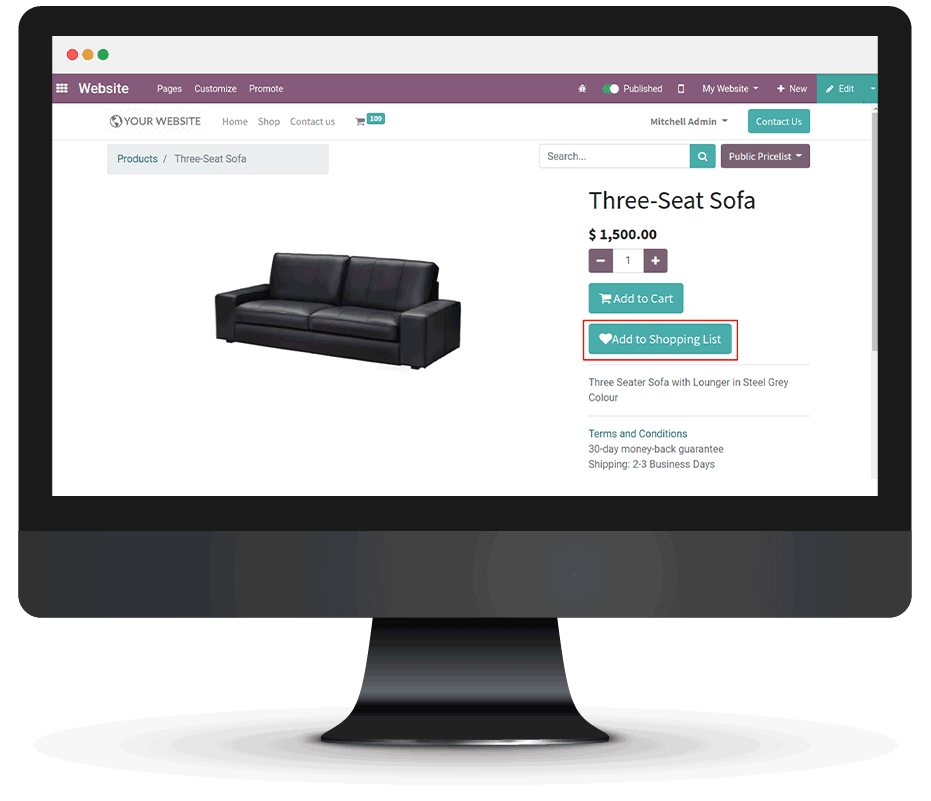 Website Pages Customize Promote Published My Website New Edit
YOUR WEBSITE Home Shop Contact us 109 Mitchell Admin Contact Us
Products / Three-Seat Sofa Search... Public Pricelist
Three-Seat Sofa
$ 1,500.00
1
Add to Cart
Add to Shopping List
Three Seater Sofa with Lounger in Steel Grey
Colour
Terms and Conditions
30-day money-back guarantee
Shipping: 2-3 Business Days